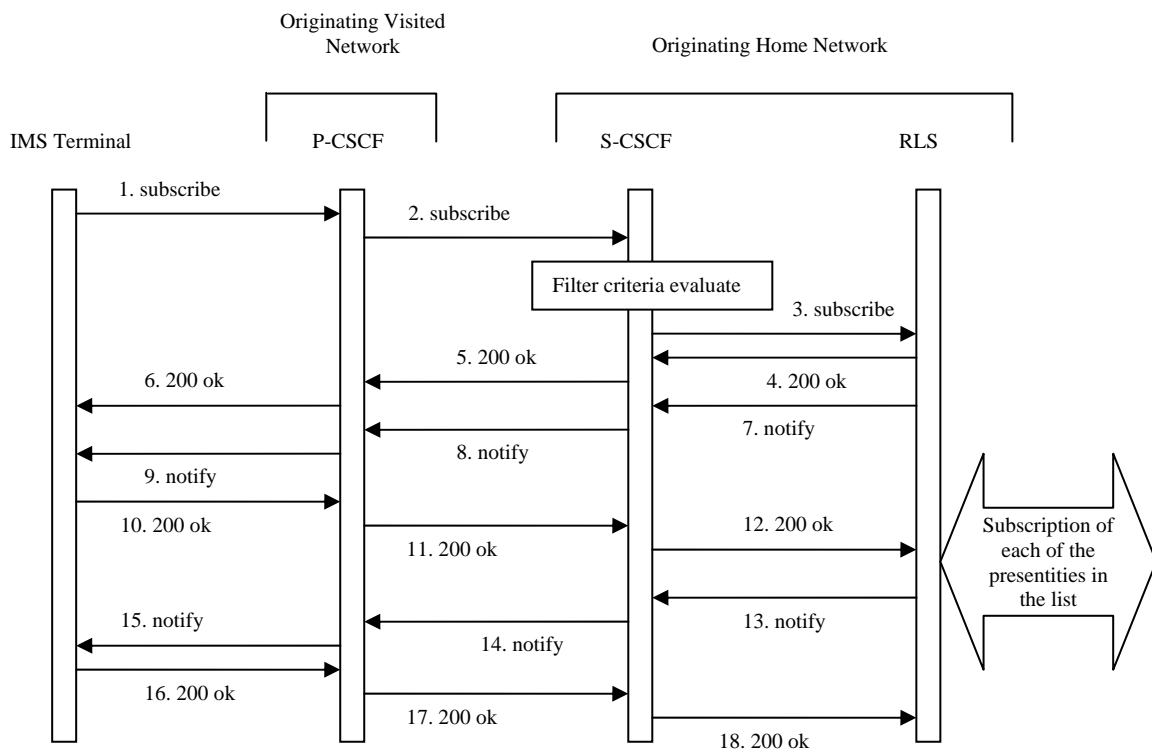 Originating Visited
Network
Originating Home Network
IMS Terminal
P-CSCF
S-CSCF
RLS
1. subscribe
2. subscribe
Filter criteria evaluate
3. subscribe
5. 200 ok
6. 200 ok
4. 200 ok
7. notify
8. notify
9. notify
10. 200 ok
11. 200 ok
12. 200 ok
Subscription of
each of the
presentities in
the list
13. notify
14. notify
15. notify
16. 200 ok
17. 200 ok
18. 200 ok